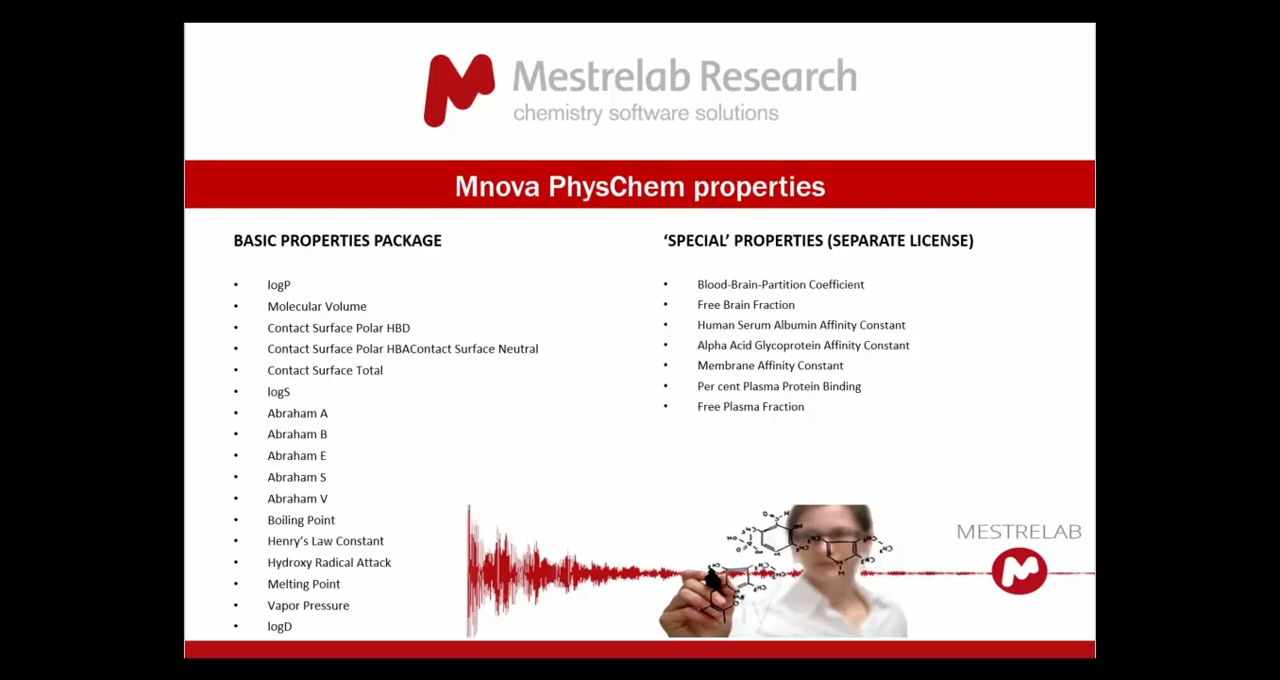 Mestrelab Research
chemistry software solutions
Mnova PhysChem properties
BASIC PROPERTIES PACKAGE
• logP
• Molecular Volume
• Contact Surface Polar HBD
• Contact Surface Polar HBAContact Surface Neutral
• Contact Surface Total
• logS
• Abraham A
• Abraham B
• Abraham E
• Abraham S
• Abraham V
• Boiling Point
• Henry's Law Constant
• Hydroxy Radical Attack
• Melting Point
• Vapor Pressure
• logD
‘SPECIAL’ PROPERTIES (SEPARATE LICENSE)
• Blood-Brain-Partition Coefficient
• Free Brain Fraction
• Human Serum Albumin Affinity Constant
• Alpha Acid Glycoprotein Affinity Constant
• Membrane Affinity Constant
• Per cent Plasma Protein Binding
• Free Plasma Fraction
MESTRELAB